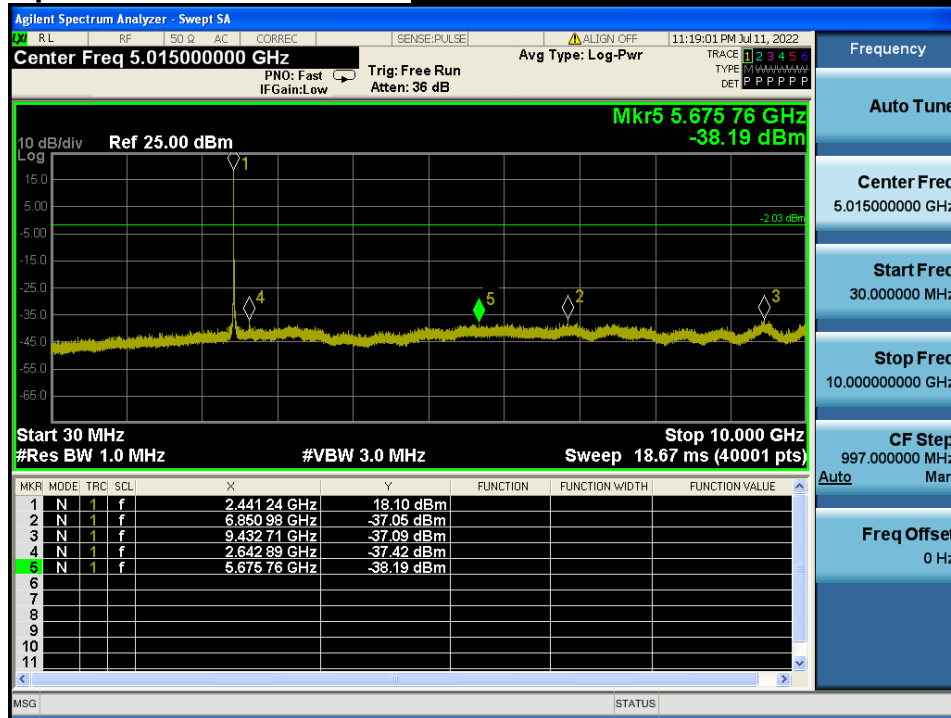 Agilent Spectrum Analyzer - Swept SA
LXI RL RF 50 Ω AC CORREC SENSE:PULSE ALIGN OFF 11:19:01 PM Jul 11, 2022
Center Freq 5.015000000 GHz
PNO: Fast
IFGain:Low
Trig: Free Run
Atten: 36 dB
Avg Type: Log-Pwr
TRACE 1 2 3 4 5 6
TYPE M W W W W W
DET P P P P P P
Mkr5 5.675 76 GHz
-38.19 dBm
10 dB/div Ref 25.00 dBm
Log
15.0
5.00
-5.00
-15.0
-25.0
-35.0
-45.0
-55.0
-65.0
-2.03 dBm
1
4
5
2
3
Start 30 MHz Stop 10.000 GHz
#Res BW 1.0 MHz #VBW 3.0 MHz Sweep 18.67 ms (40001 pts)
MKR MODE TRC SCL X Y FUNCTION FUNCTION WIDTH FUNCTION VALUE
1 N 1 f 2.441 24 GHz 18.10 dBm
2 N 1 f 6.850 98 GHz -37.05 dBm
3 N 1 f 9.432 71 GHz -37.09 dBm
4 N 1 f 2.642 89 GHz -37.42 dBm
5 N 1 f 5.675 76 GHz -38.19 dBm
6
7
8
9
10
11
MSG STATUS
Frequency
Auto Tune
Center Freq
5.015000000 GHz
Start Freq
30.000000 MHz
Stop Freq
10.000000000 GHz
CF Step
997.000000 MHz
Auto Man
Freq Offset
0 Hz